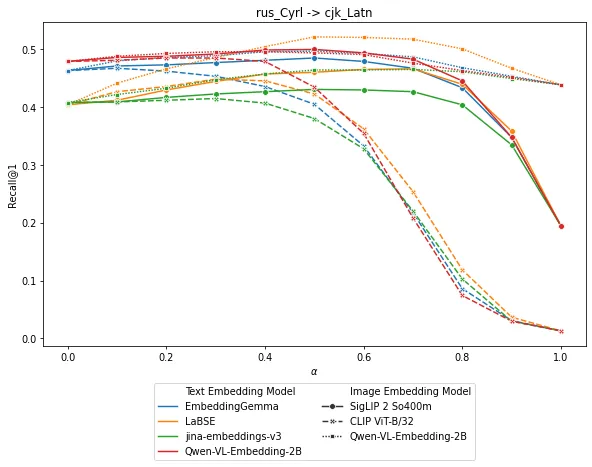 rus_Cyrl -> cjk_Latn
Recall@1
0.5
0.4
0.3
0.2
0.1
0.0
0.0 0.2 0.4 0.6 0.8 1.0
α
Text Embedding Model Image Embedding Model
EmbeddingGemma SigLIP 2 So400m
LaBSE CLIP ViT-B/32
jina-embeddings-v3 Qwen-VL-Embedding-2B
Qwen-VL-Embedding-2B